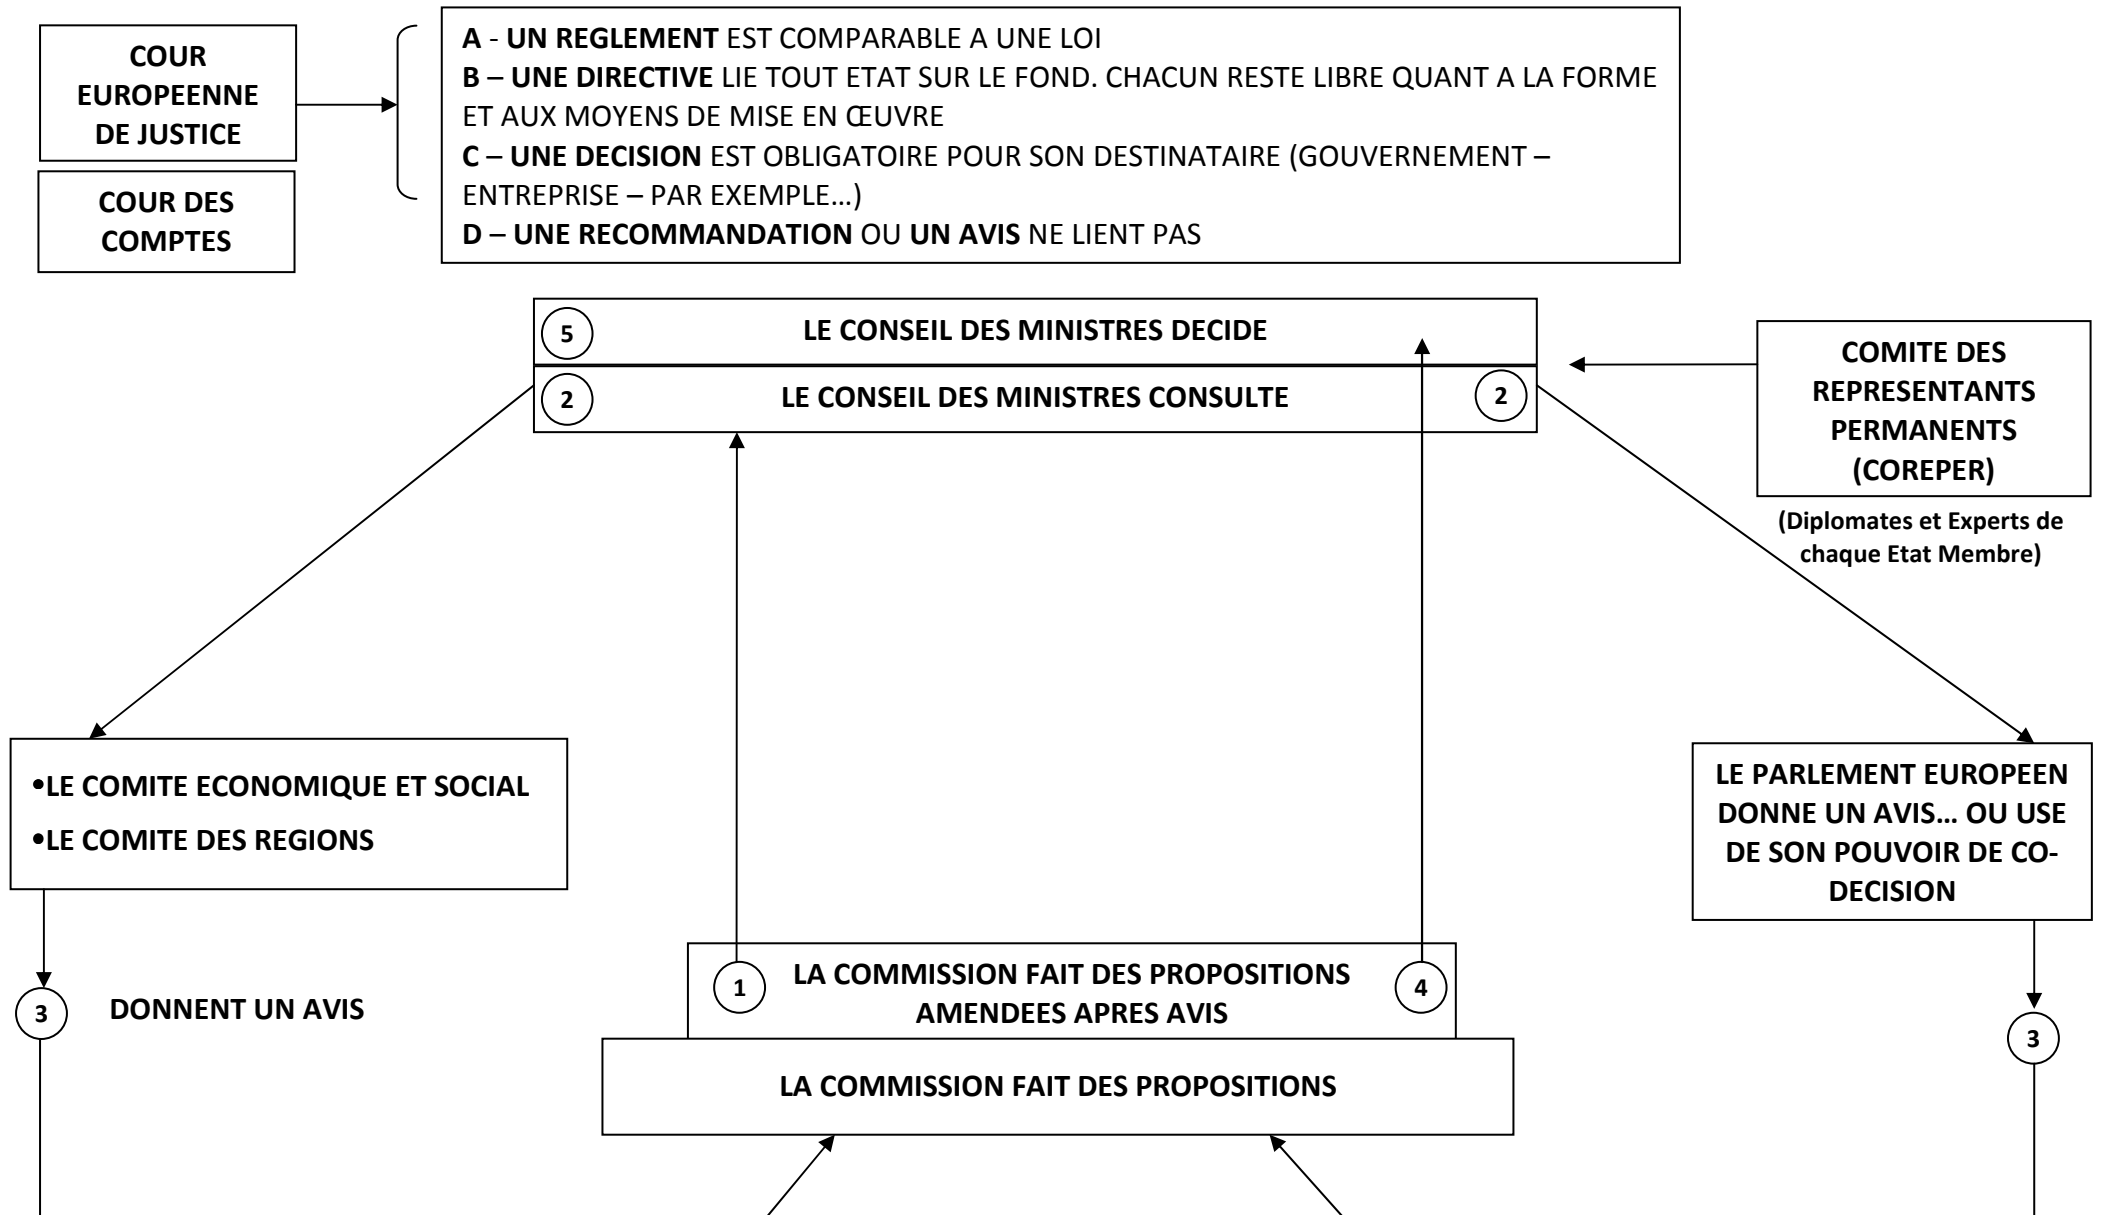 COUR
EUROPEENNE
DE JUSTICE
COUR DES
COMPTES
A - UN REGLEMENT EST COMPARABLE A UNE LOI
B – UNE DIRECTIVE LIE TOUT ETAT SUR LE FOND. CHACUN RESTE LIBRE QUANT A LA FORME
ET AUX MOYENS DE MISE EN ŒUVRE
C – UNE DECISION EST OBLIGATOIRE POUR SON DESTINATAIRE (GOUVERNEMENT –
ENTREPRISE – PAR EXEMPLE…)
D – UNE RECOMMANDATION OU UN AVIS NE LIENT PAS
5 LE CONSEIL DES MINISTRES DECIDE
2 LE CONSEIL DES MINISTRES CONSULTE 2
COMITE DES
REPRESENTANTS
PERMANENTS
(COREPER)
(Diplomates et Experts de
chaque Etat Membre)
•LE COMITE ECONOMIQUE ET SOCIAL
•LE COMITE DES REGIONS
LE PARLEMENT EUROPEEN
DONNE UN AVIS… OU USE
DE SON POUVOIR DE CO-
DECISION
3 DONNENT UN AVIS
1 LA COMMISSION FAIT DES PROPOSITIONS 4
AMENDEES APRES AVIS
3
LA COMMISSION FAIT DES PROPOSITIONS